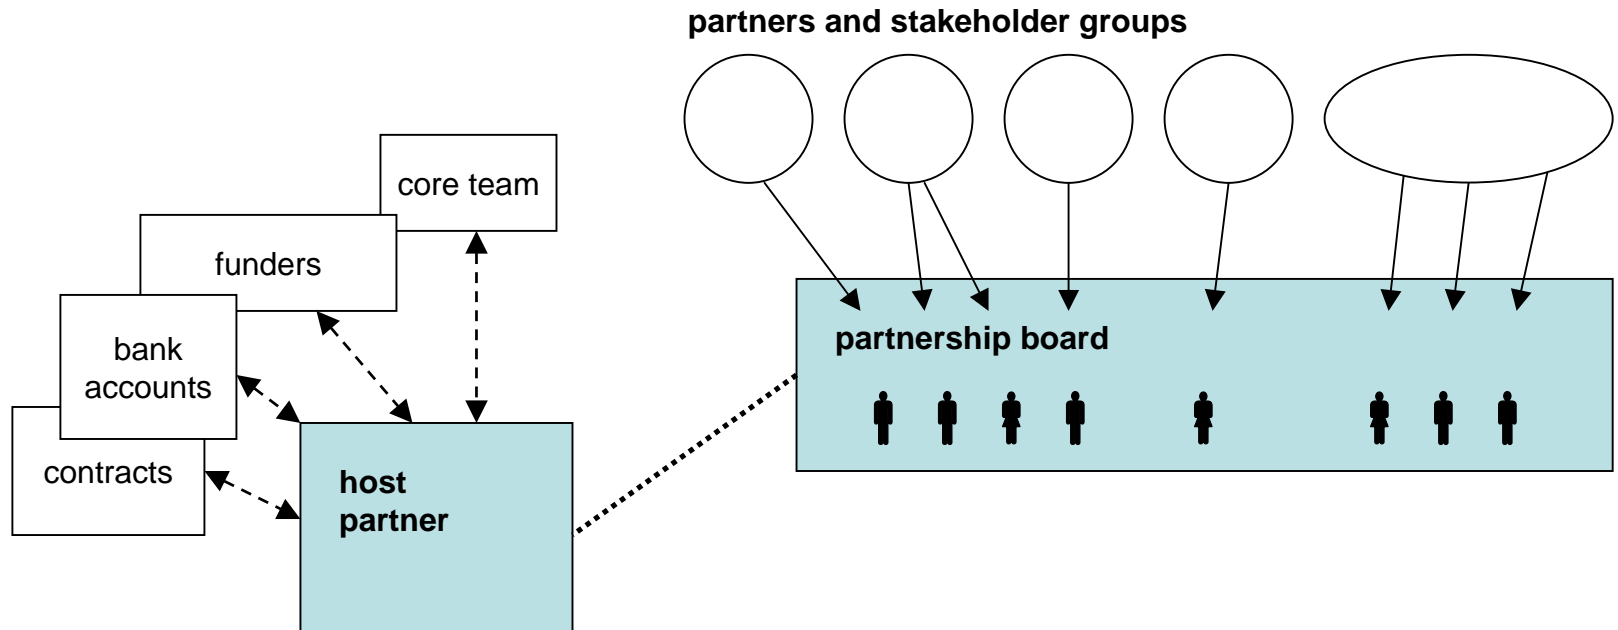 partners and stakeholder groups
core team
funders
bank
accounts
contracts
host
partner
partnership board